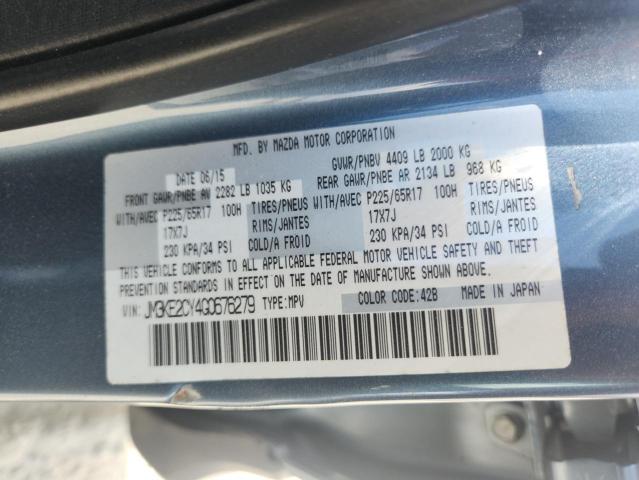 MFD. BY MAZDA MOTOR CORPORATION
DATE 06/15 GVWR/PNBV 4409 LB 2000 KG
FRONT GAWR/PNBE AV 2282 LB 1035 KG REAR GAWR/PNBE AR 2134 LB 968 KG
WITH/AVEC P225/65R17 100H TIRES/PNEUS WITH/AVEC P225/65R17 100H TIRES/PNEUS
17X7J RIMS/JANTES 17X7J RIMS/JANTES
230 KPA/34 PSI COLD/A FROID 230 KPA/34 PSI COLD/A FROID
THIS VEHICLE CONFORMS TO ALL APPLICABLE FEDERAL MOTOR VEHICLE SAFETY AND THEFT
PREVENTION STANDARDS IN EFFECT ON THE DATE OF MANUFACTURE SHOWN ABOVE.
VIN: JM3KE2CY4G0576279 TYPE:MPV COLOR CODE:42B MADE IN JAPAN